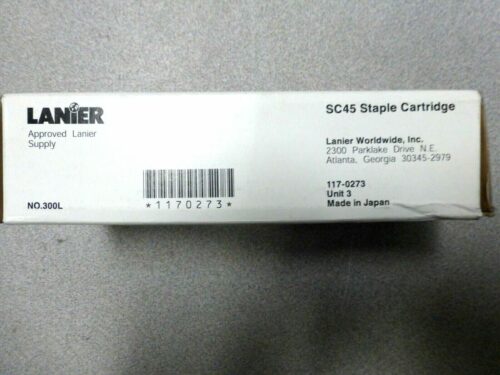 LANIER
Approved Lanier
Supply
NO.300L
*1170273*
SC45 Staple Cartridge
Lanier Worldwide, Inc.
2300 Parklake Drive N.E.
Atlanta, Georgia 30345-2979
117-0273
Unit 3
Made in Japan